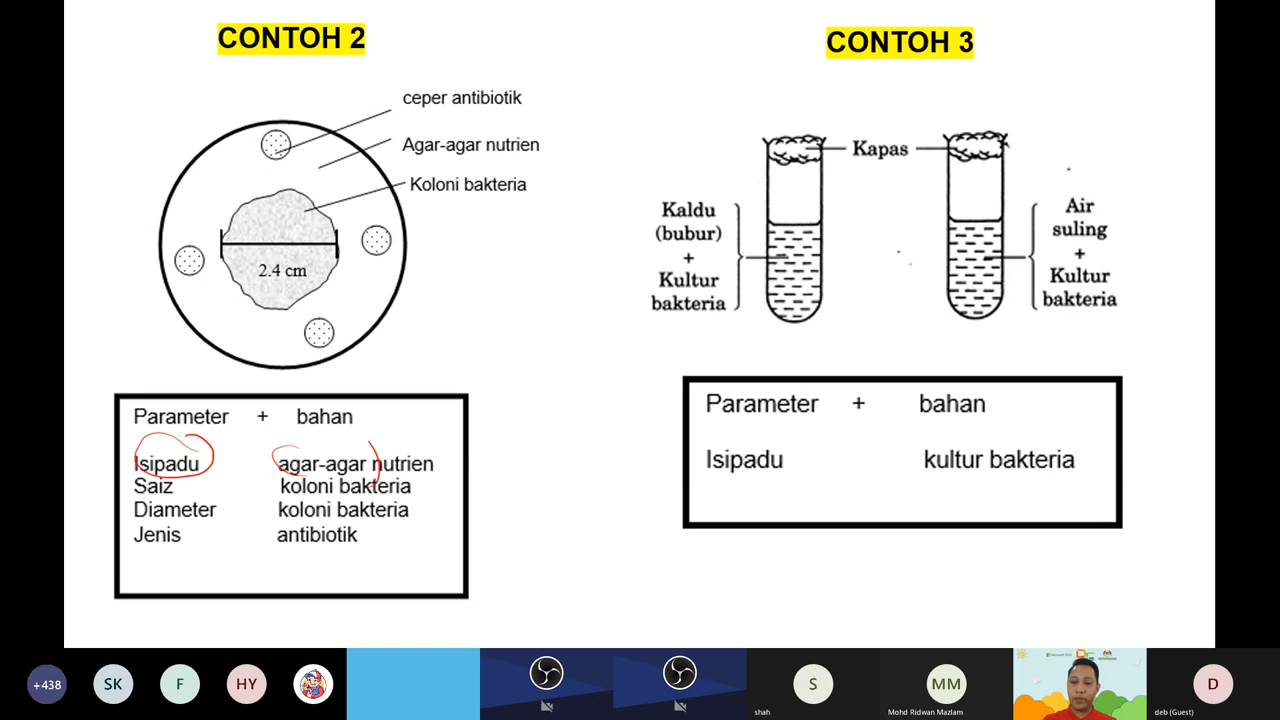 CONTOH 2
ceper antibiotik
Agar-agar nutrien
Koloni bakteria
2.4 cm
Parameter + bahan
Isipadu agar-agar nutrien
Saiz koloni bakteria
Diameter koloni bakteria
Jenis antibiotik
CONTOH 3
Kapas
Kaldu
(bubur)
+
Kultur
bakteria
Air
suling
+
Kultur
bakteria
Parameter + bahan
Isipadu kultur bakteria
+438
SK
F
HY
S
shah
MM
Mohd Ridwan Mazlam
D
deb (Guest)